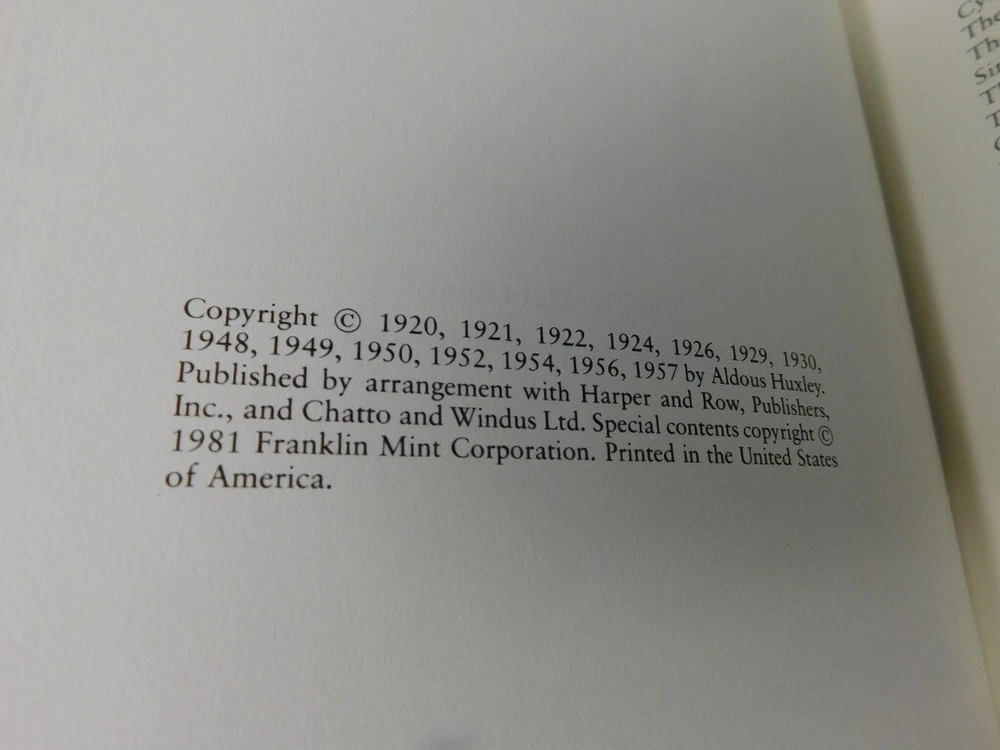 Copyright © 1920, 1921, 1922, 1924, 1926, 1929, 1930,
1948, 1949, 1950, 1952, 1954, 1956, 1957 by Aldous Huxley.
Published by arrangement with Harper and Row, Publishers,
Inc., and Chatto and Windus Ltd. Special contents copyright ©
1981 Franklin Mint Corporation. Printed in the United States
of America.